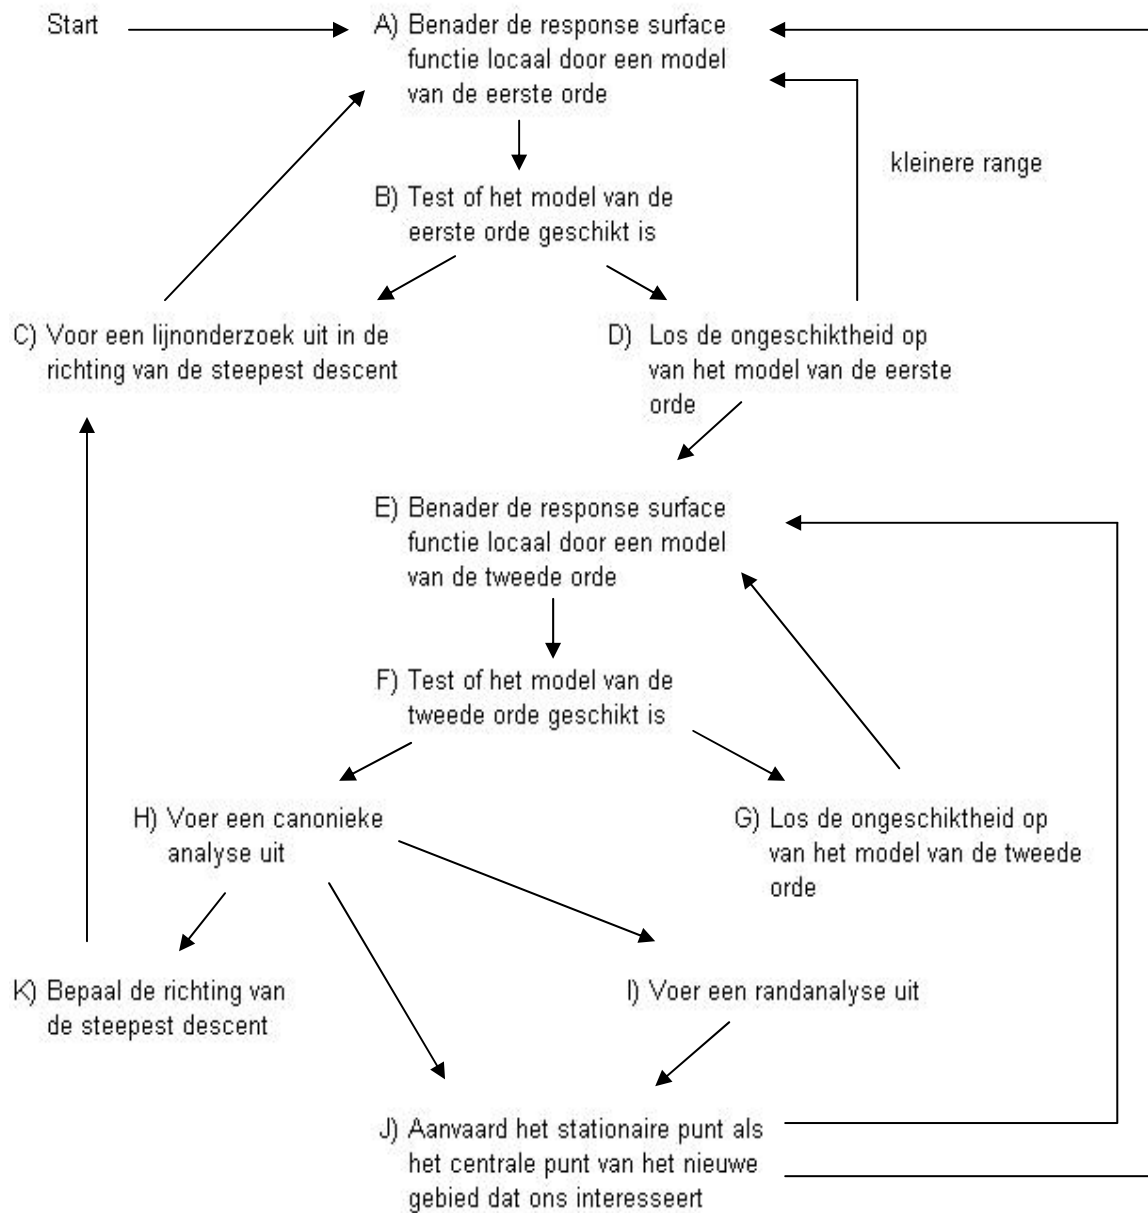 Start
A) Benader de response surface
functie locaal door een model
van de eerste orde
kleinere range
B) Test of het model van de
eerste orde geschikt is
C) Voor een lijnonderzoek uit in de
richting van de steepest descent
D) Los de ongeschiktheid op
van het model van de eerste
orde
E) Benader de response surface
functie locaal door een model
van de tweede orde
F) Test of het model van de
tweede orde geschikt is
H) Voer een canonieke
analyse uit
G) Los de ongeschiktheid op
van het model van de tweede
orde
K) Bepaal de richting van
de steepest descent
I) Voer een randanalyse uit
J) Aanvaard het stationaire punt als
het centrale punt van het nieuwe
gebied dat ons interesseert